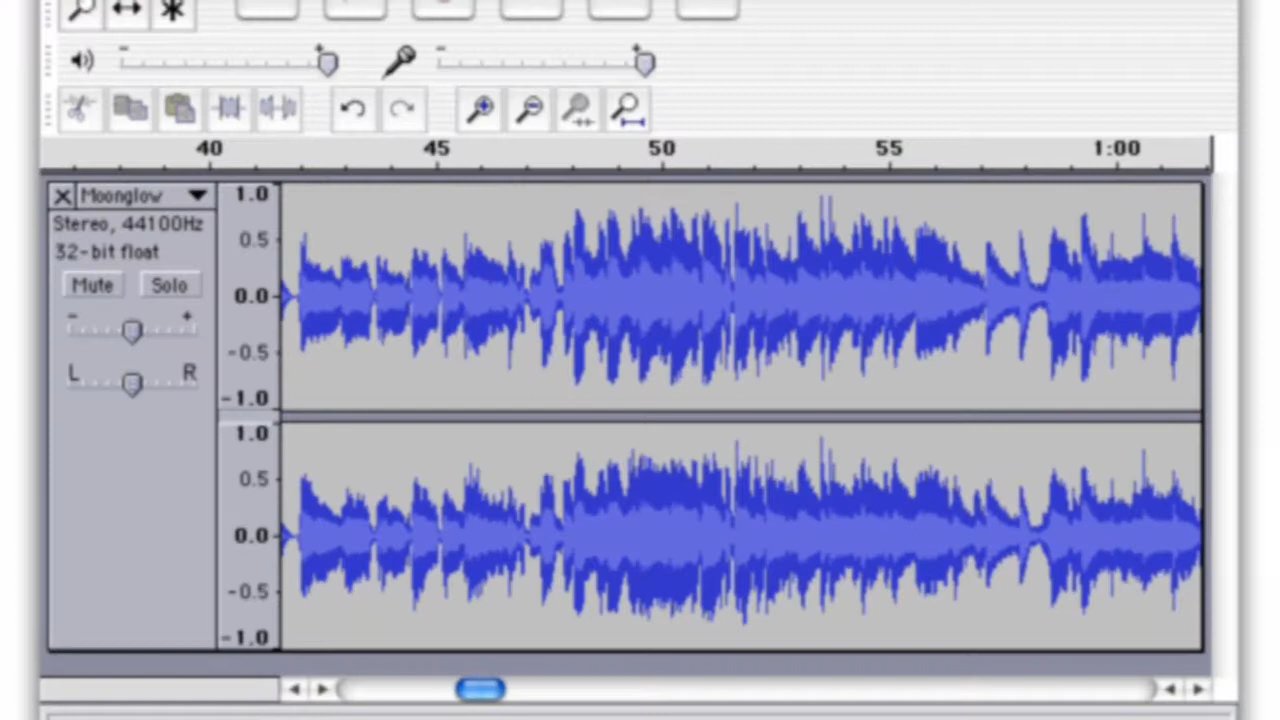 40 45 50 55 1:00
Moonglow
Stereo, 44100Hz
32-bit float
Mute Solo
- +
L R
1.0
0.5
0.0
-0.5
-1.0
1.0
0.5
0.0
-0.5
-1.0